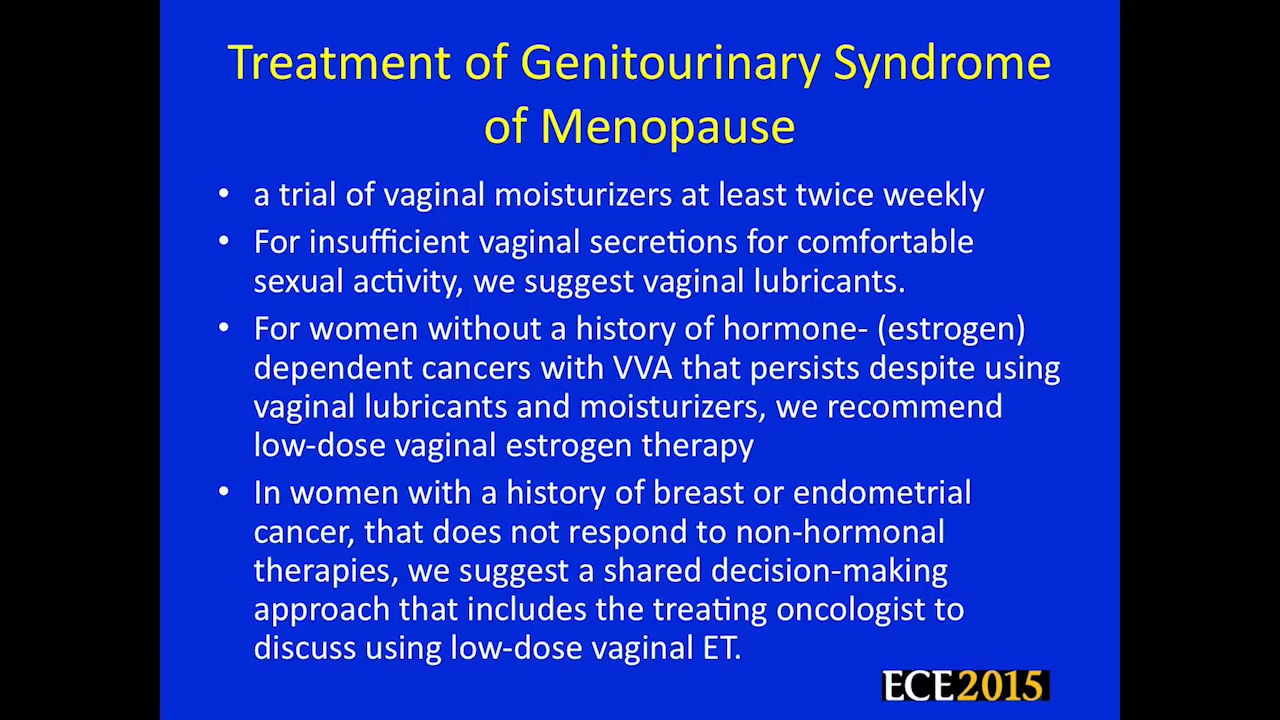 Treatment of Genitourinary Syndrome
of Menopause
• a trial of vaginal moisturizers at least twice weekly
• For insufficient vaginal secretions for comfortable
sexual activity, we suggest vaginal lubricants.
• For women without a history of hormone- (estrogen)
dependent cancers with VVA that persists despite using
vaginal lubricants and moisturizers, we recommend
low-dose vaginal estrogen therapy
• In women with a history of breast or endometrial
cancer, that does not respond to non-hormonal
therapies, we suggest a shared decision-making
approach that includes the treating oncologist to
discuss using low-dose vaginal ET.
ECE2015